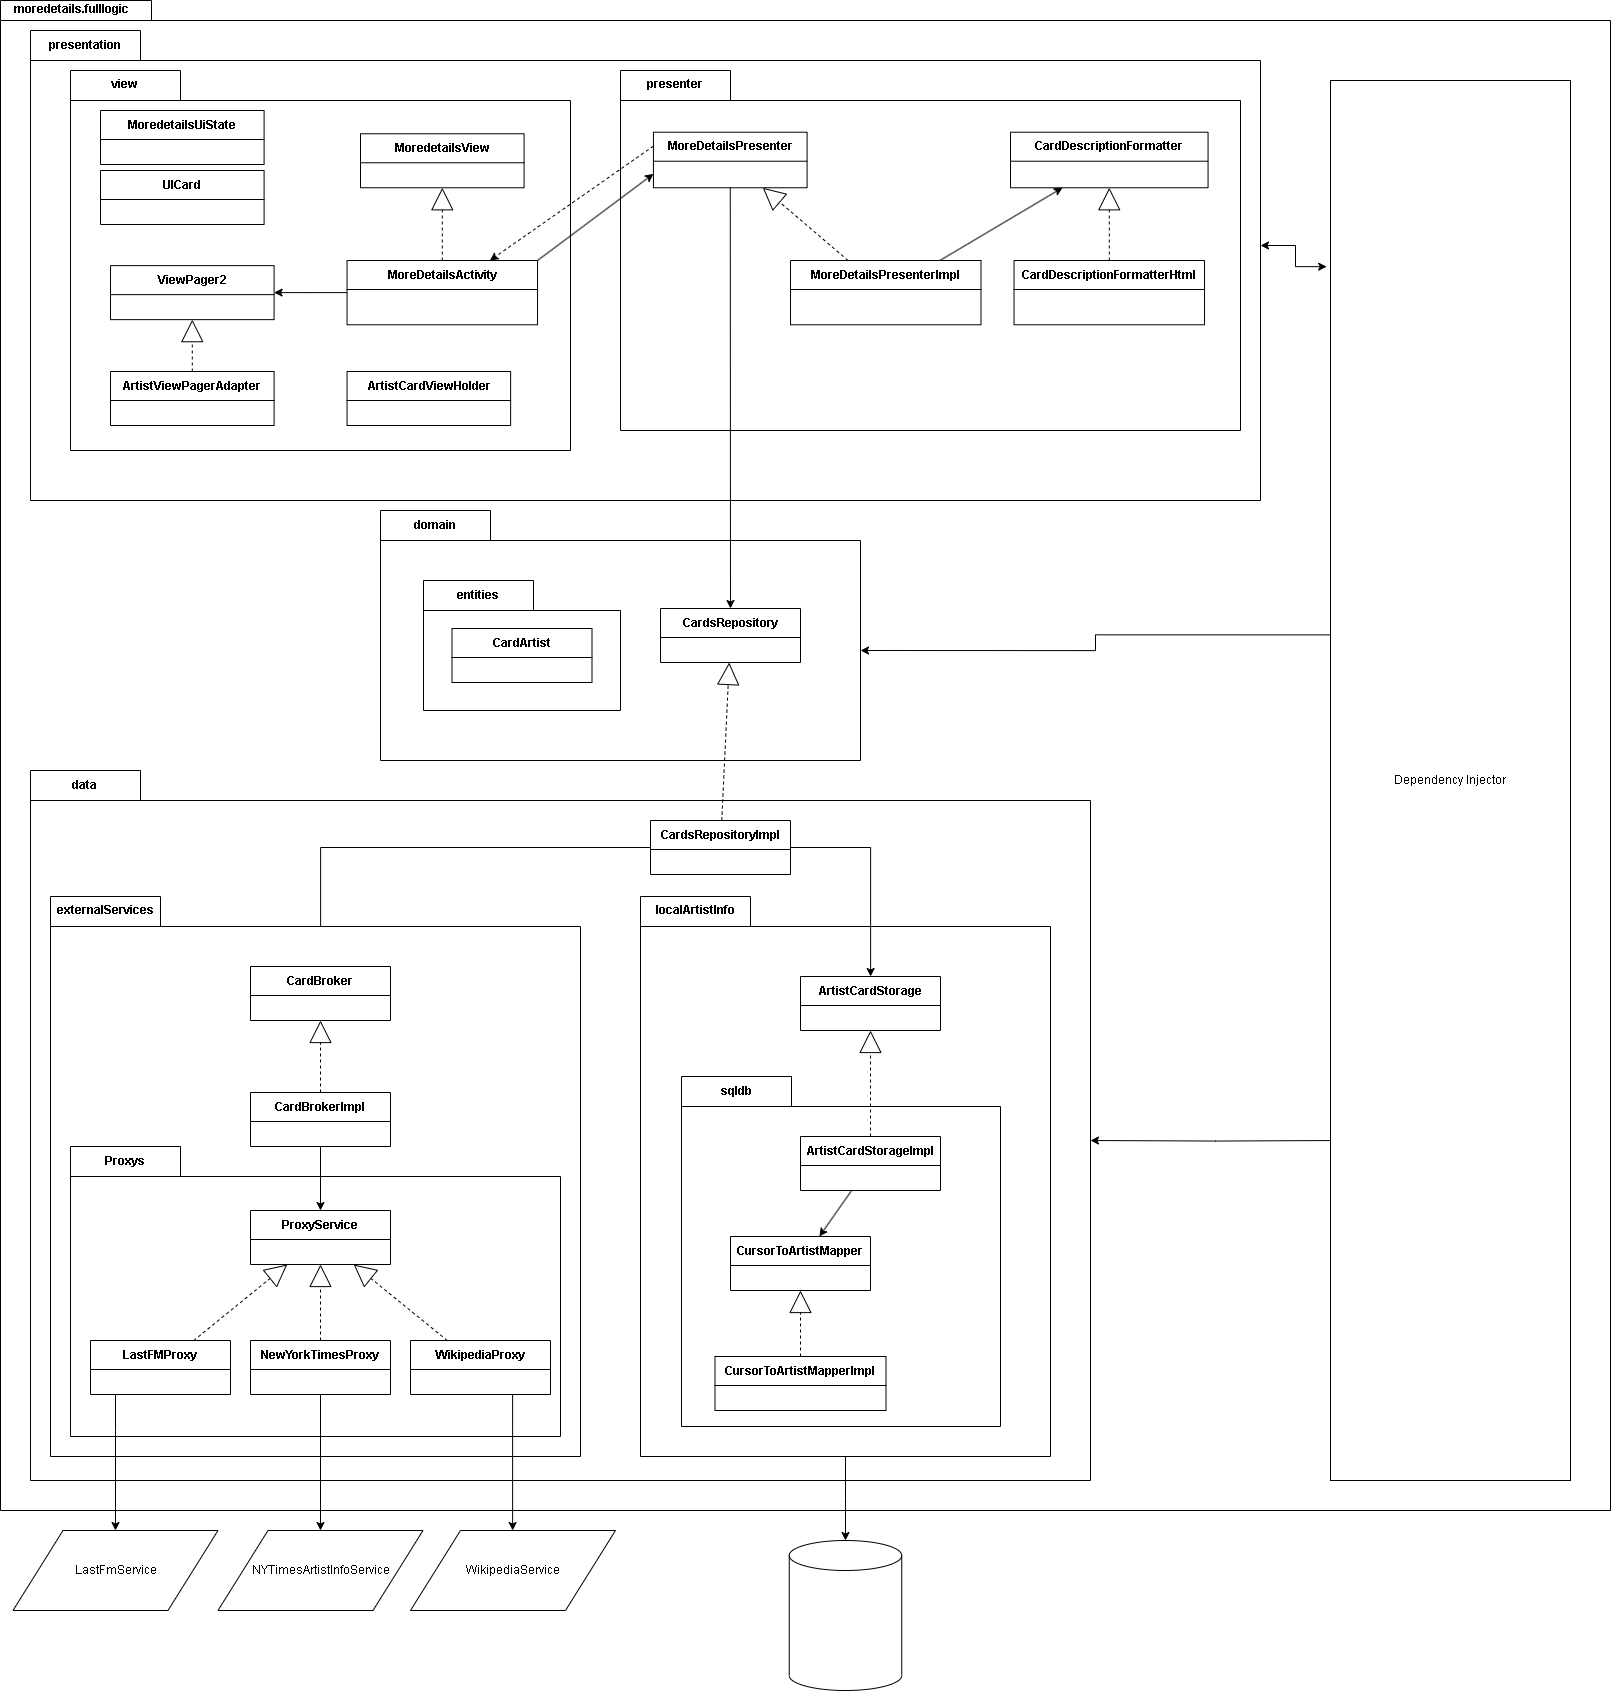 moredetails.fulllogic
presentation
view
presenter
MoredetailsUiState
MoredetailsView
MoreDetailsPresenter
CardDescriptionFormatter
UICard
ViewPager2
MoreDetailsActivity
MoreDetailsPresenterImpl
CardDescriptionFormatterHtml
ArtistViewPagerAdapter
ArtistCardViewHolder
domain
entities
CardArtist
CardsRepository
Dependency Injector
data
CardsRepositoryImpl
externalServices
localArtistInfo
CardBroker
ArtistCardStorage
CardBrokerImpl
sqldb
Proxys
ArtistCardStorageImpl
ProxyService
CursorToArtistMapper
LastFMProxy
NewYorkTimesProxy
WikipediaProxy
CursorToArtistMapperImpl
LastFmService
NYTimesArtistInfoService
WikipediaService